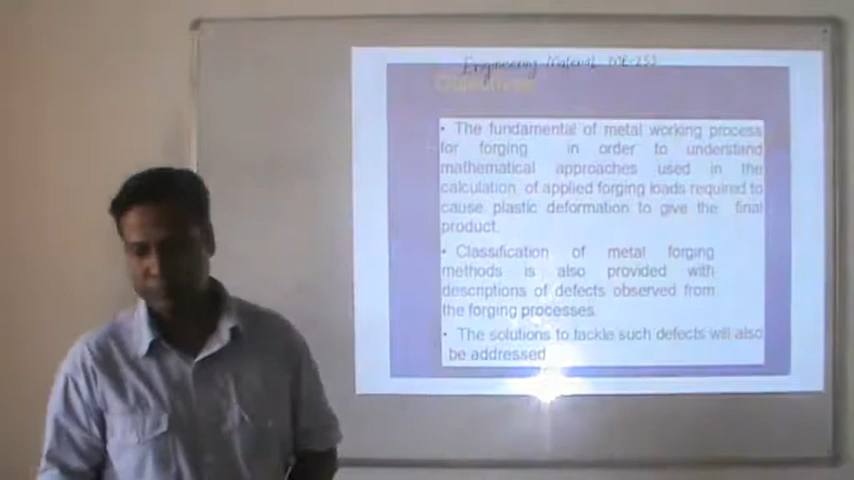 Engineering Material ME-253
Objectives
• The fundamental of metal working process
for forging in order to understand
mathematical approaches used in the
calculation of applied forging loads required to
cause plastic deformation to give the final
product.
• Classification of metal forging
methods is also provided with
descriptions of defects observed from
the forging processes.
• The solutions to tackle such defects will also
be addressed